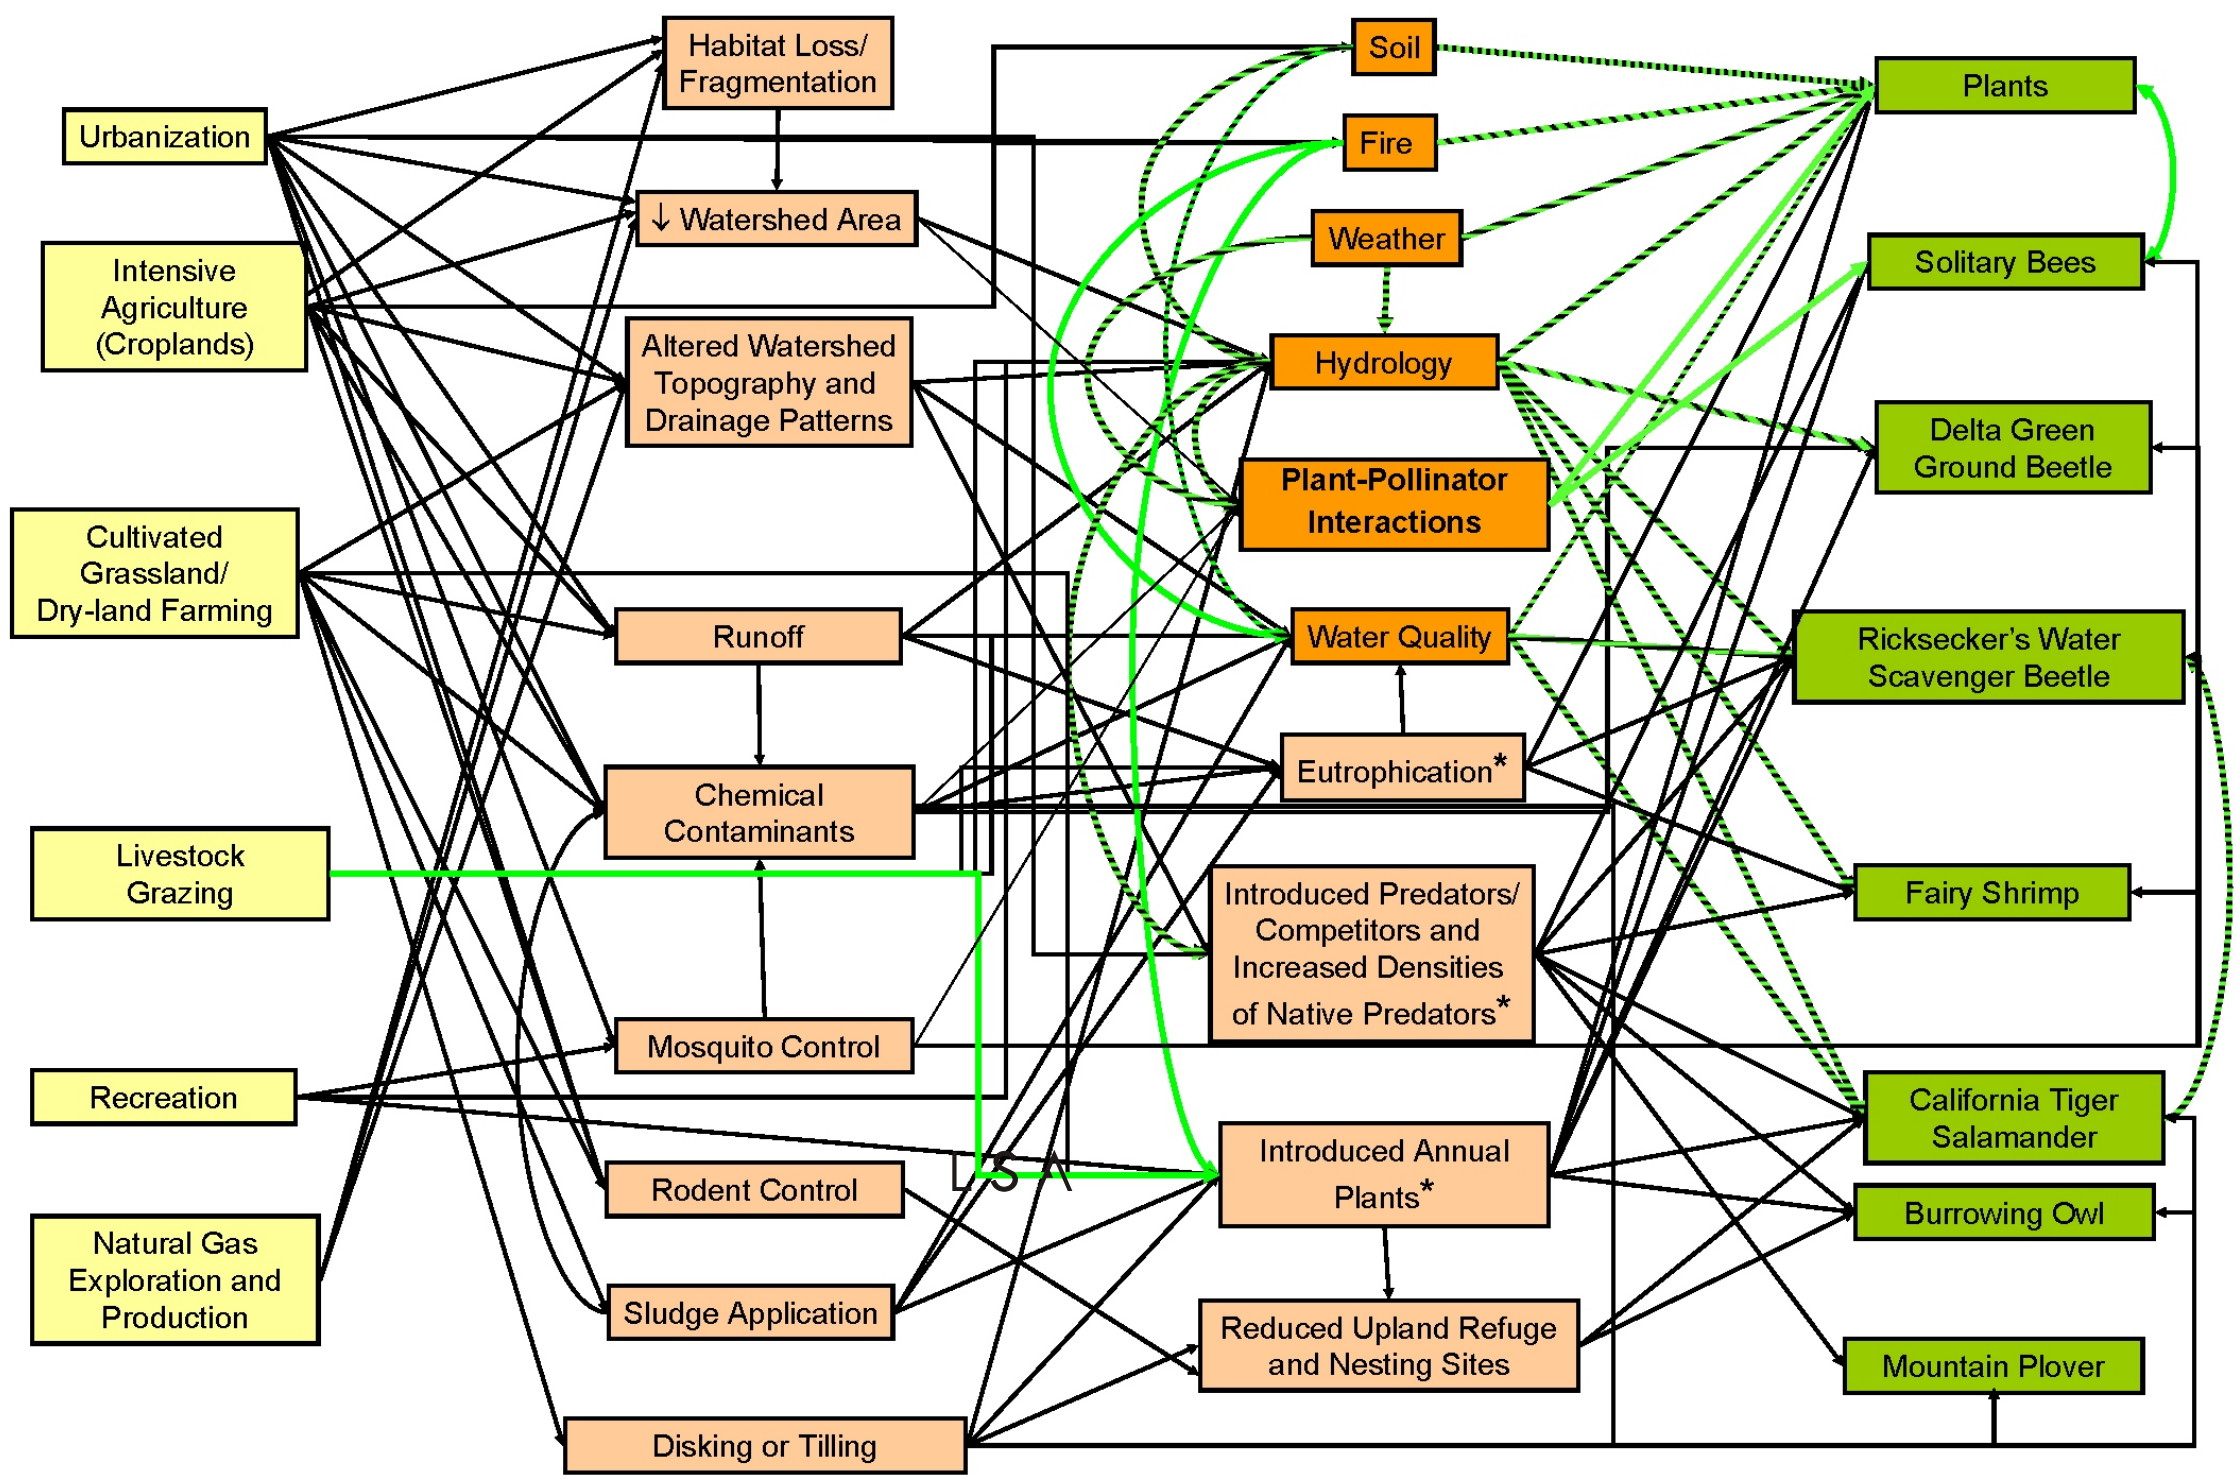 Urbanization
Intensive
Agriculture
(Croplands)
Cultivated
Grassland/
Dry-land Farming
Livestock
Grazing
Recreation
Natural Gas
Exploration and
Production
Habitat Loss/
Fragmentation
↓ Watershed Area
Altered Watershed
Topography and
Drainage Patterns
Runoff
Chemical
Contaminants
Mosquito Control
Rodent Control
Sludge Application
Disking or Tilling
Soil
Fire
Weather
Hydrology
Plant-Pollinator
Interactions
Water Quality
Eutrophication*
Introduced Predators/
Competitors and
Increased Densities
of Native Predators*
Introduced Annual
Plants*
Reduced Upland Refuge
and Nesting Sites
Plants
Solitary Bees
Delta Green
Ground Beetle
Ricksecker’s Water
Scavenger Beetle
Fairy Shrimp
California Tiger
Salamander
Burrowing Owl
Mountain Plover